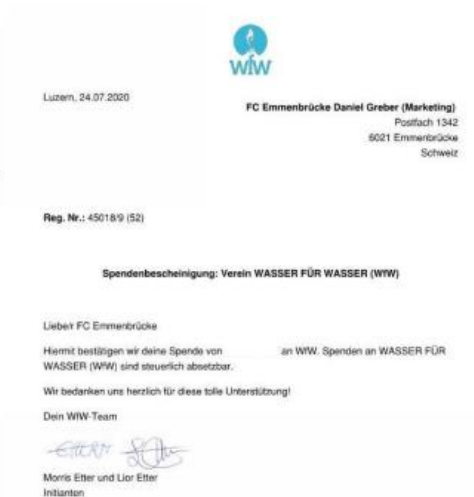 WfW
Luzern, 24.07.2020
FC Emmenbrücke Daniel Greber (Marketing)
Postfach 1342
6021 Emmenbrücke
Schweiz
Reg. Nr.: 45018/9 (52)
Spendenbescheinigung: Verein WASSER FÜR WASSER (WfW)
Liebe/r FC Emmenbrücke
Hiermit bestätigen wir deine Spende von an WfW. Spenden an WASSER FÜR
WASSER (WfW) sind steuerlich absetzbar.
Wir bedanken uns herzlich für diese tolle Unterstützung!
Dein WfW-Team
Morris Etter und Lior Etter
Initianten